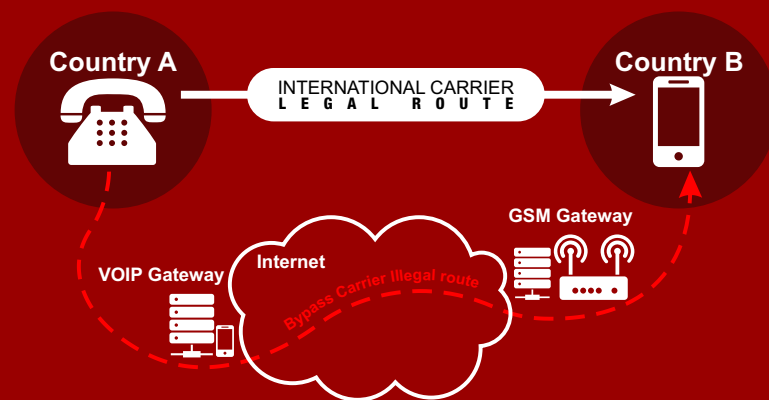 Country A
Country B
INTERNATIONAL CARRIER
LEGAL ROUTE
GSM Gateway
VOIP Gateway
Internet
Bypass Carrier Illegal route